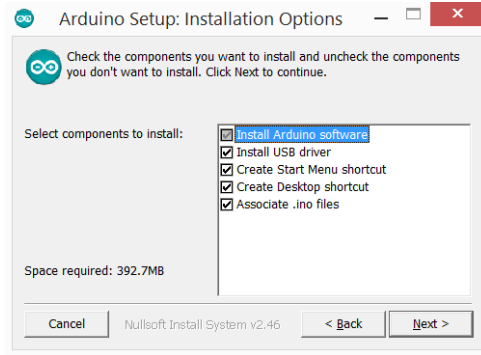 Arduino Setup: Installation Options
Check the components you want to install and uncheck the components
you don't want to install. Click Next to continue.
Select components to install:
Install Arduino software
Install USB driver
Create Start Menu shortcut
Create Desktop shortcut
Associate .ino files
Space required: 392.7MB
Cancel
Nullsoft Install System v2.46
< Back
Next >